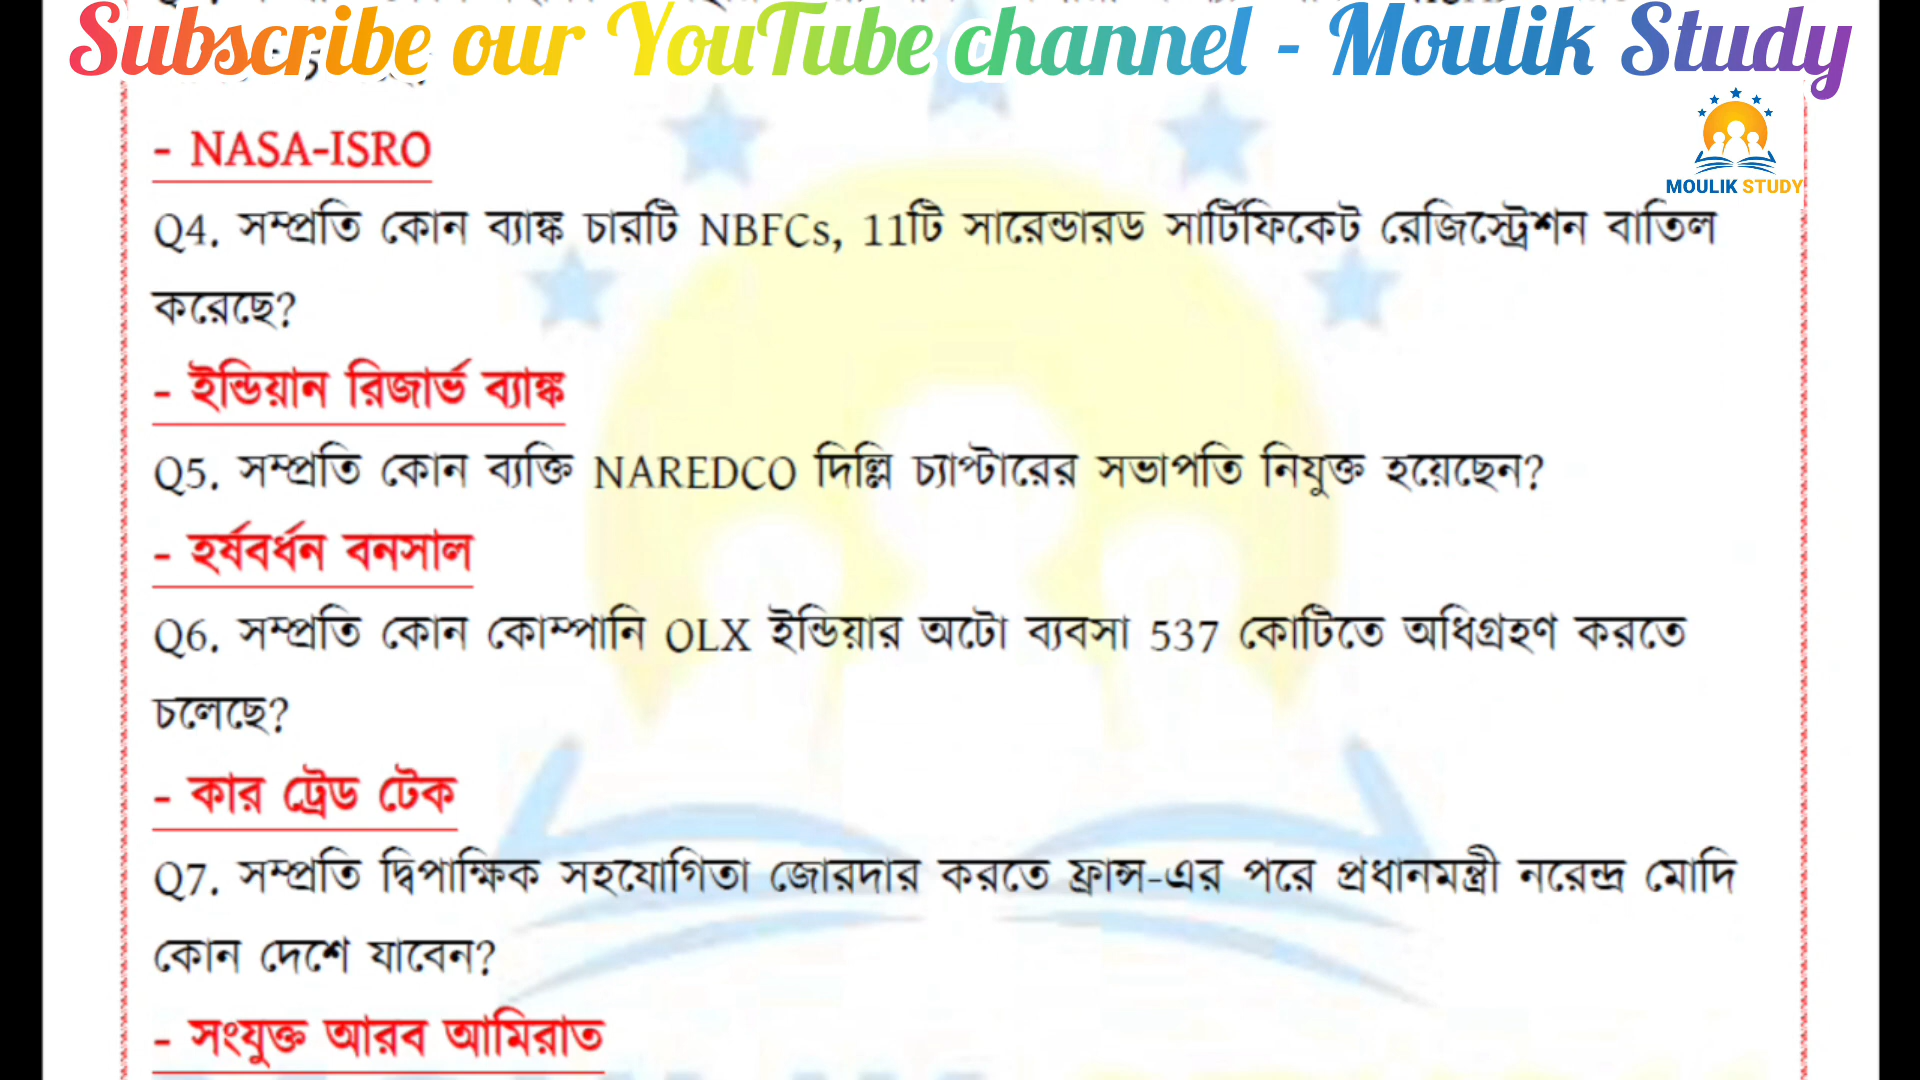 Subscribe our YouTube channel - Moulik Study
MOULIK STUDY
- NASA-ISRO
Q4. সম্প্রতি কোন ব্যাঙ্ক চারটি NBFCs, 11টি সারেন্ডারড সার্টিফিকেট রেজিস্ট্রেশন বাতিল
করেছে?
- ইন্ডিয়ান রিজার্ভ ব্যাঙ্ক
Q5. সম্প্রতি কোন ব্যক্তি NAREDCO দিল্লি চ্যাপ্টারের সভাপতি নিযুক্ত হয়েছেন?
- হর্ষবর্ধন বনসাল
Q6. সম্প্রতি কোন কোম্পানি OLX ইন্ডিয়ার অটো ব্যবসা 537 কোটিতে অধিগ্রহণ করতে
চলেছে?
- কার ট্রেড টেক
Q7. সম্প্রতি দ্বিপাক্ষিক সহযোগিতা জোরদার করতে ফ্রান্স-এর পরে প্রধানমন্ত্রী নরেন্দ্র মোদি
কোন দেশে যাবেন?
- সংযুক্ত আরব আমিরাত